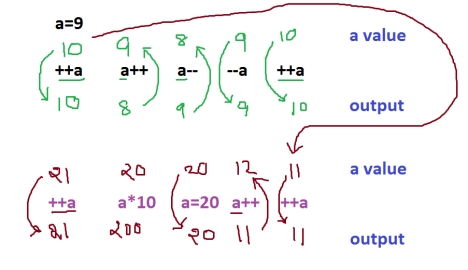 a=9
10 9 8 9 10 a value
++a a++ a-- --a ++a
10 8 9 9 10 output
21 20 20 12 11 a value
++a a*10 a=20 a++ ++a
21 200 20 11 11 output